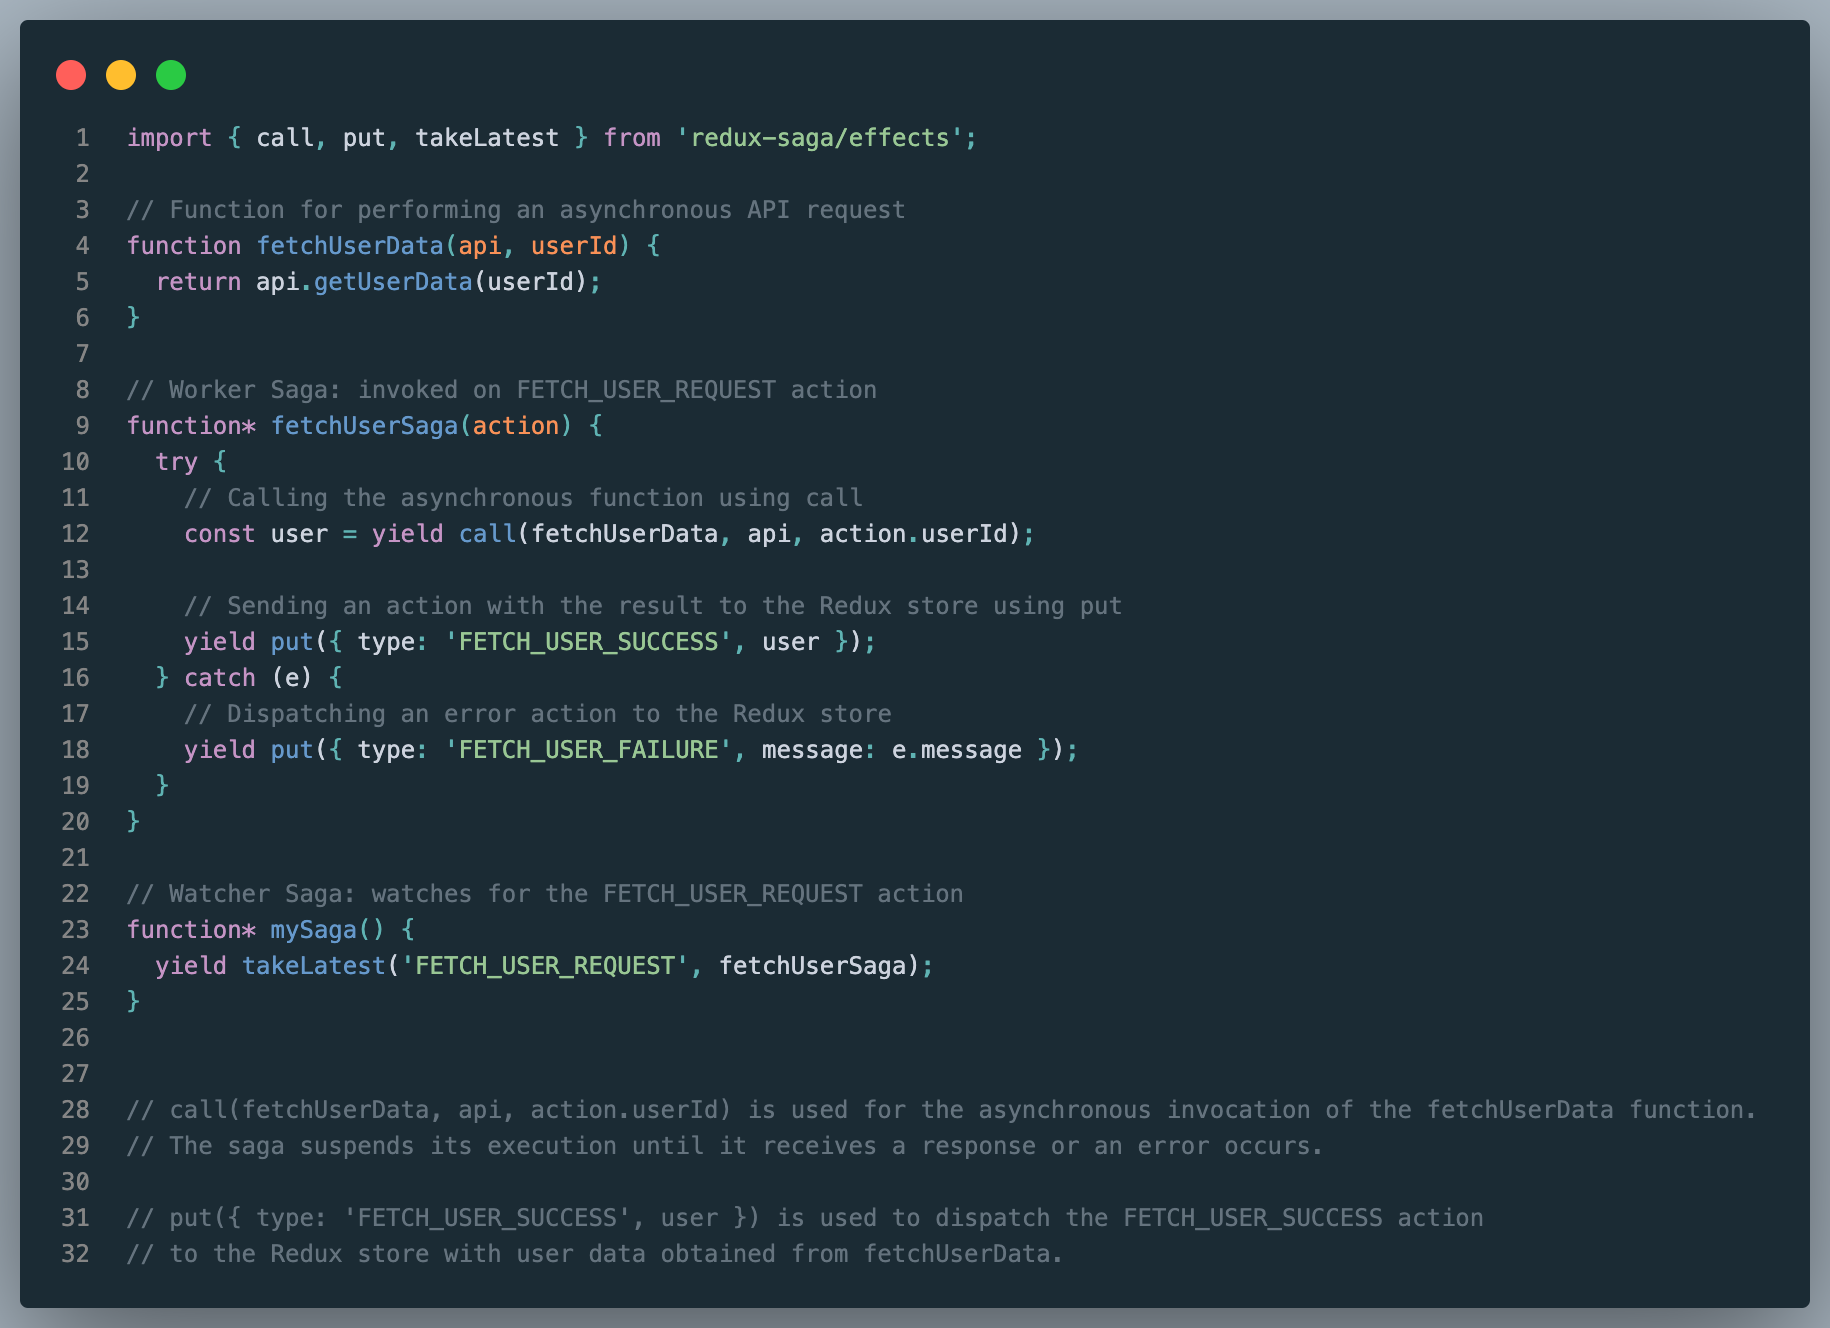 1 import { call, put, takeLatest } from 'redux-saga/effects';
2
3 // Function for performing an asynchronous API request
4 function fetchUserData(api, userId) {
5   return api.getUserData(userId);
6 }
7
8 // Worker Saga: invoked on FETCH_USER_REQUEST action
9 function* fetchUserSaga(action) {
10   try {
11     // Calling the asynchronous function using call
12     const user = yield call(fetchUserData, api, action.userId);
13
14     // Sending an action with the result to the Redux store using put
15     yield put({ type: 'FETCH_USER_SUCCESS', user });
16   } catch (e) {
17     // Dispatching an error action to the Redux store
18     yield put({ type: 'FETCH_USER_FAILURE', message: e.message });
19   }
20 }
21
22 // Watcher Saga: watches for the FETCH_USER_REQUEST action
23 function* mySaga() {
24   yield takeLatest('FETCH_USER_REQUEST', fetchUserSaga);
25 }
26
27
28 // call(fetchUserData, api, action.userId) is used for the asynchronous invocation of the fetchUserData function.
29 // The saga suspends its execution until it receives a response or an error occurs.
30
31 // put({ type: 'FETCH_USER_SUCCESS', user }) is used to dispatch the FETCH_USER_SUCCESS action
32 // to the Redux store with user data obtained from fetchUserData.